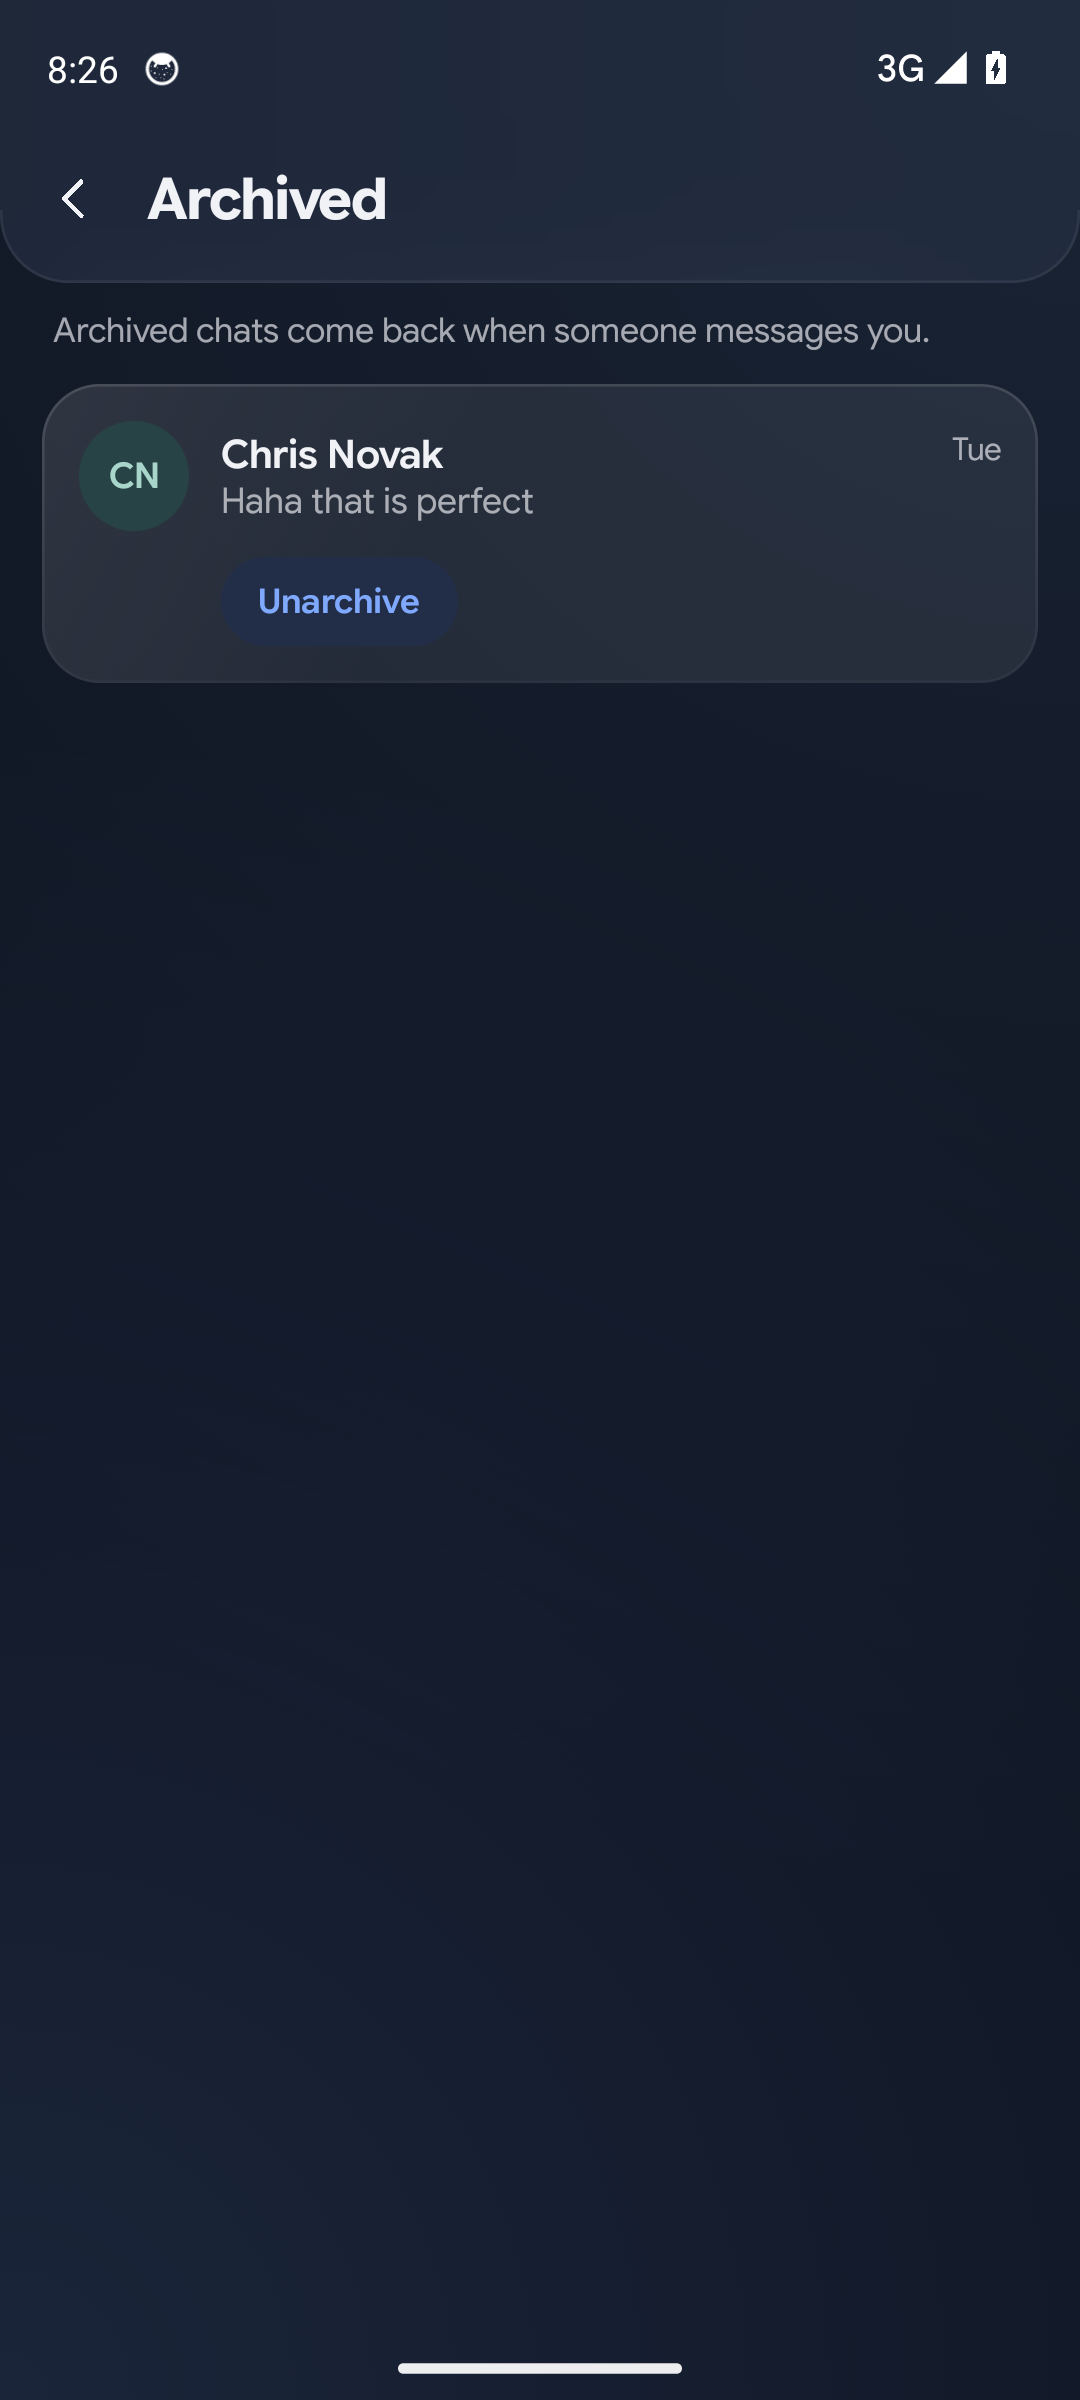 8:26
3G
Archived
Archived chats come back when someone messages you.
CN
Chris Novak
Tue
Haha that is perfect
Unarchive